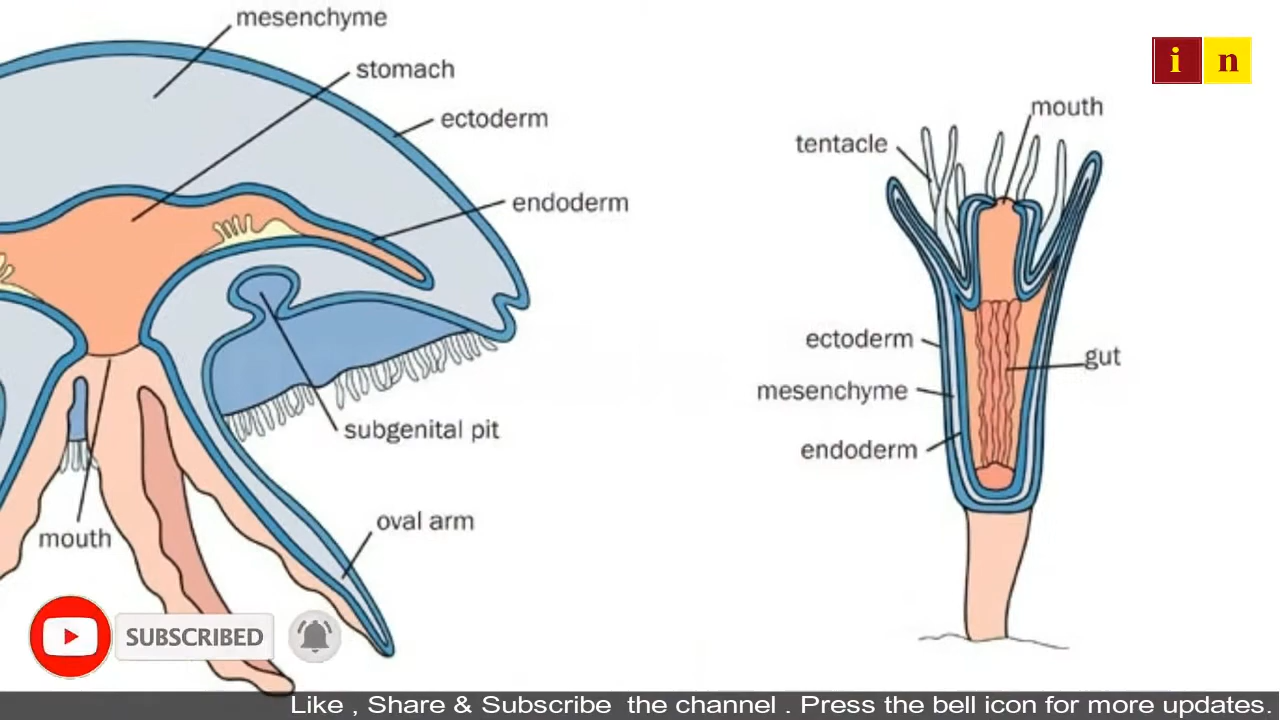 mesenchyme
stomach
ectoderm
endoderm
subgenital pit
oval arm
mouth
i n
mouth
tentacle
ectoderm
mesenchyme
endoderm
gut
SUBSCRIBED
Like , Share & Subscribe the channel . Press the bell icon for more updates.